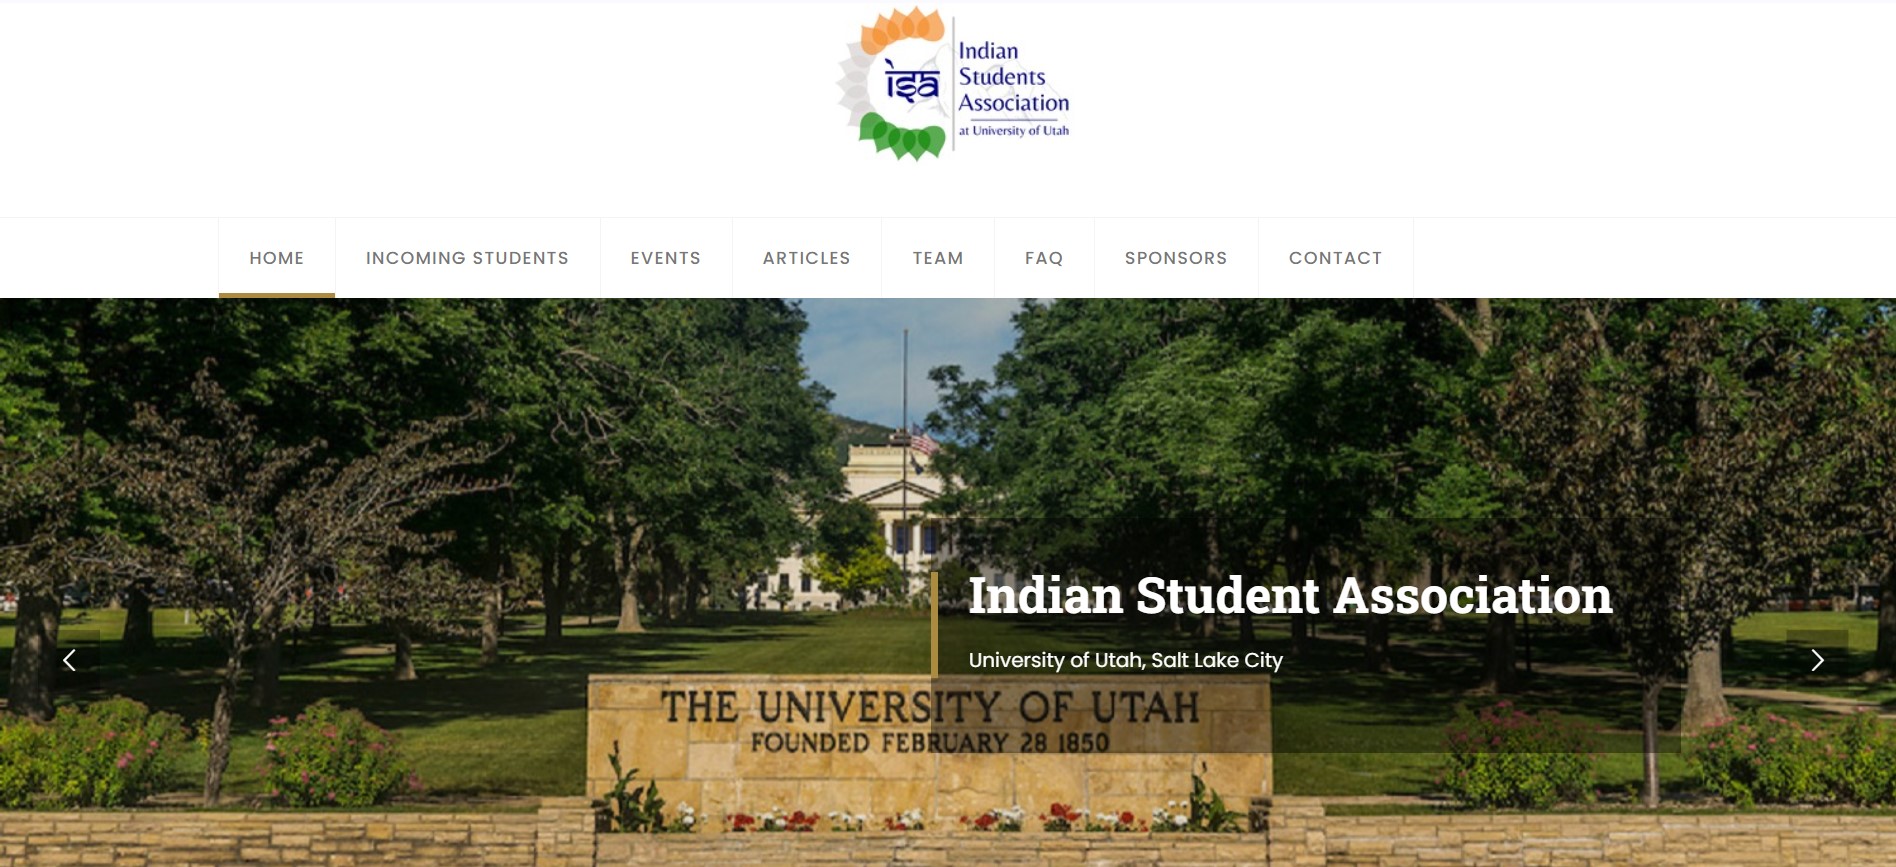 isa
Indian
Students
Association
at University of Utah
HOME INCOMING STUDENTS EVENTS ARTICLES TEAM FAQ SPONSORS CONTACT
Indian Student Association
University of Utah, Salt Lake City
THE UNIVERSITY OF UTAH
FOUNDED FEBRUARY 28 1850